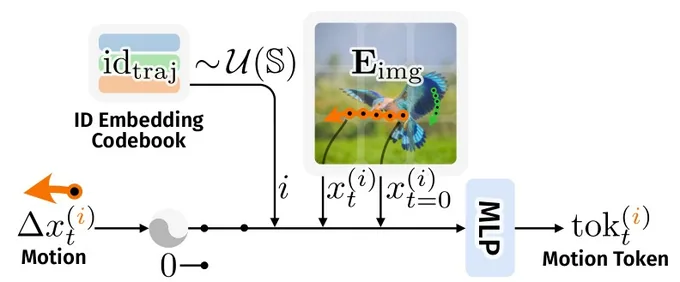 id_traj ∼ 𝒰(𝕊)
E_img
ID Embedding
Codebook
i
x_t^(i)
x_{t=0}^(i)
Δx_t^(i)
Motion
0
MLP
tok_t^(i)
Motion Token